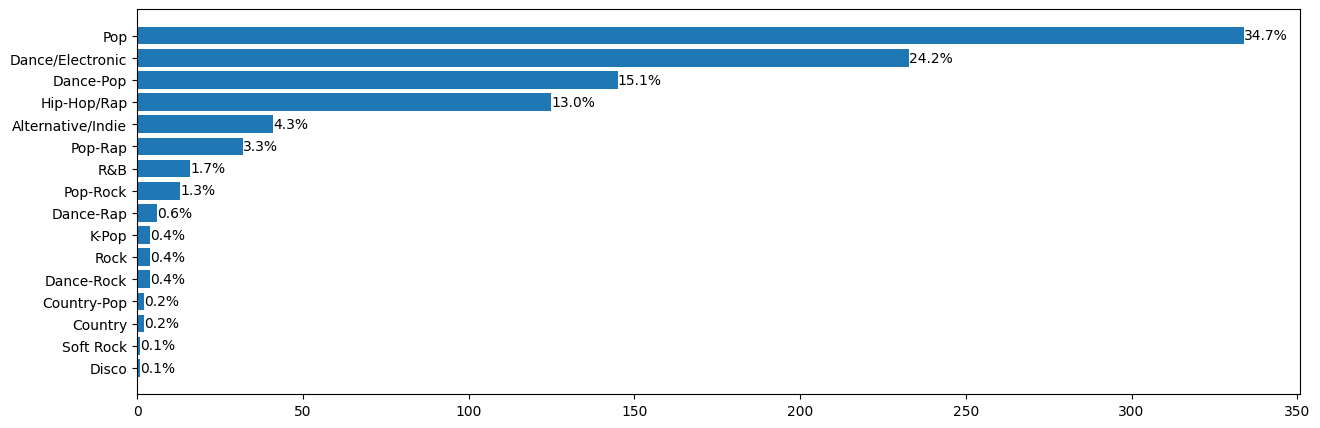 Pop 34.7%
Dance/Electronic 24.2%
Dance-Pop 15.1%
Hip-Hop/Rap 13.0%
Alternative/Indie 4.3%
Pop-Rap 3.3%
R&B 1.7%
Pop-Rock 1.3%
Dance-Rap 0.6%
K-Pop 0.4%
Rock 0.4%
Dance-Rock 0.4%
Country-Pop 0.2%
Country 0.2%
Soft Rock 0.1%
Disco 0.1%
0 50 100 150 200 250 300 350